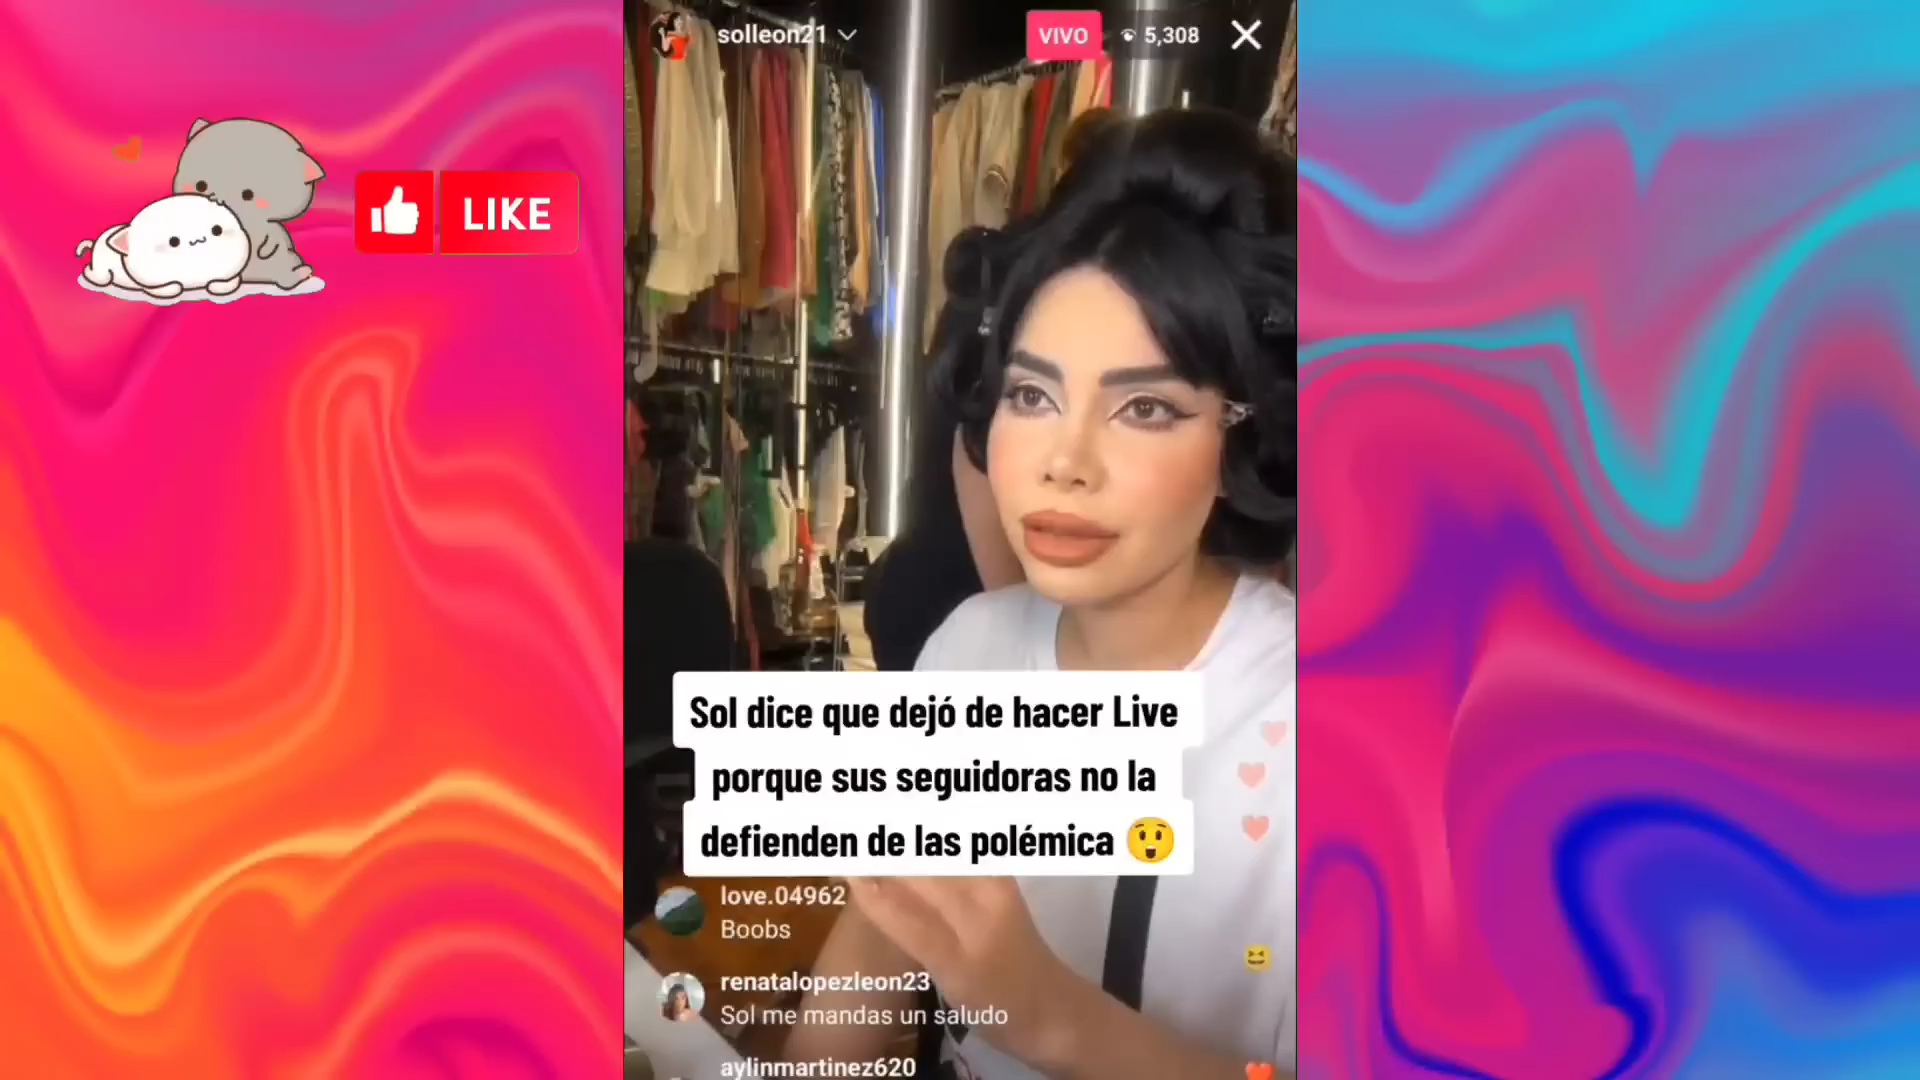 solleon21
VIVO
5,308
LIKE
Sol dice que dejó de hacer Live
porque sus seguidoras no la
defienden de las polémica 😲
love.04962
Boobs
renatalopezleon23
Sol me mandas un saludo
aylinmartinez620